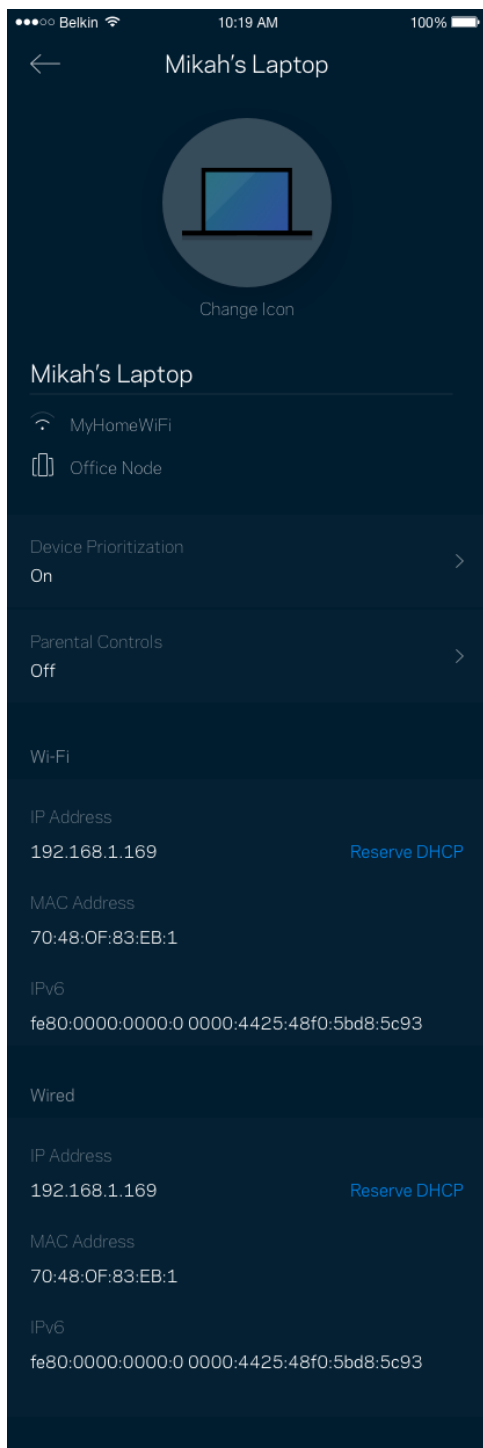 Belkin 10:19 AM 100%
Mikah's Laptop
Change Icon
Mikah's Laptop
MyHomeWiFi
Office Node
Device Prioritization
On
Parental Controls
Off
Wi-Fi
IP Address
192.168.1.169 Reserve DHCP
MAC Address
70:48:0F:83:EB:1
IPv6
fe80:0000:0000:0 0000:4425:48f0:5bd8:5c93
Wired
IP Address
192.168.1.169 Reserve DHCP
MAC Address
70:48:0F:83:EB:1
IPv6
fe80:0000:0000:0 0000:4425:48f0:5bd8:5c93